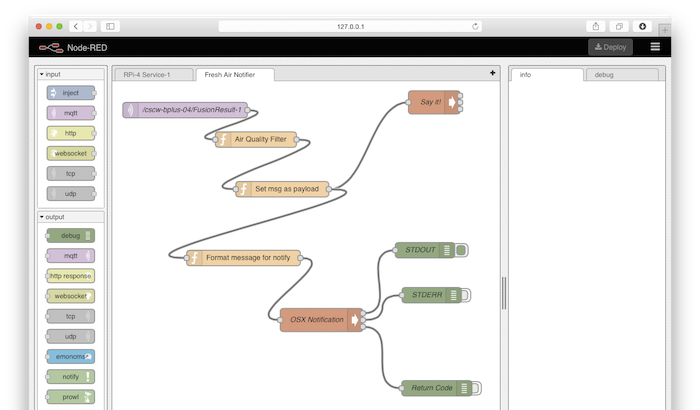 127.0.0.1
Node-RED
Deploy
input
inject
mqtt
http
websocket
tcp
udp
output
debug
mqtt
http response
websocket
tcp
udp
emonoms
notify
prowl
RPi-4 Service-1
Fresh Air Notifier
+
/cscw-bplus-04/FusionResult-1
Say it!
Air Quality Filter
Set msg as payload
Format message for notify
OSX Notification
STDOUT
STDERR
Return Code
info
debug